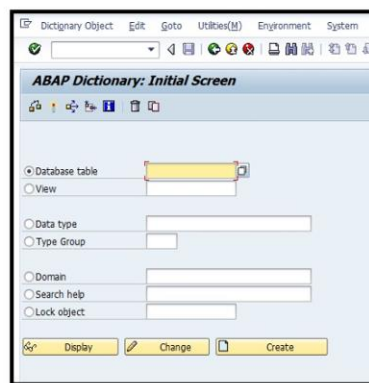 Dictionary Object Edit Goto Utilities(M) Environment System
ABAP Dictionary: Initial Screen
Database table
View
Data type
Type Group
Domain
Search help
Lock object
Display Change Create